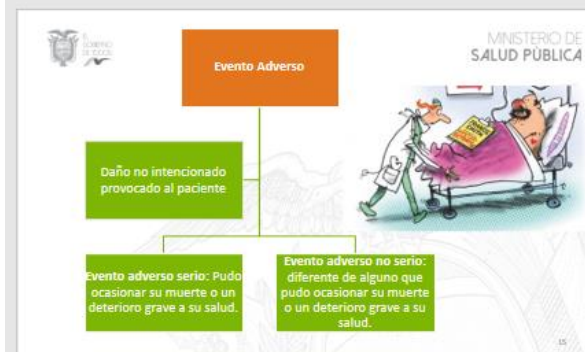 MINISTERIO DE
SALUD PÚBLICA
Evento Adverso
Daño no intencionado
provocado al paciente
Evento adverso serio: Pudo
ocasionar su muerte o un
deterioro grave a su salud.
Evento adverso no serio:
diferente de alguno que
pudo ocasionar su muerte
o un deterioro grave a su
salud.
15